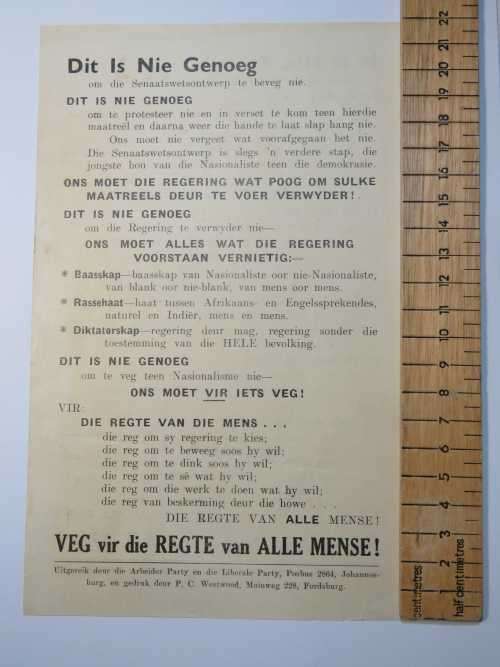 Dit Is Nie Genoeg
om die Senaatswetsontwerp te beveg nie.
DIT IS NIE GENOEG
om te protesteer nie en in verset te kom teen hierdie
maatreël en daarna weer die hande te laat slap hang nie.
Ons moet nie vergeet wat voorafgegaan het nie.
Die Senaatswetsontwerp is slegs 'n verdere stap, die
jongste hou van die Nasionaliste teen die demokrasie.
ONS MOET DIE REGERING WAT POOG OM SULKE
MAATREELS DEUR TE VOER VERWYDER!
DIT IS NIE GENOEG
om die Regering te verwyder nie—
ONS MOET ALLES WAT DIE REGERING
VOORSTAAN VERNIETIG:—
* Baasskap—baasskap van Nasionaliste oor nie-Nasionaliste,
van blank oor nie-blank, van mens oor mens.
* Rassehaat—haat tussen Afrikaans- en Engelssprekendes,
naturel en Indiër, mens en mens.
* Diktatorskap—regering deur mag, regering sonder die
toestemming van die HELE bevolking.
DIT IS NIE GENOEG
om te veg teen Nasionalisme nie—
ONS MOET VIR IETS VEG!
VIR:
DIE REGTE VAN DIE MENS . . .
die reg om sy regering te kies;
die reg om te beweeg soos hy wil;
die reg om te dink soos hy wil;
die reg om te sê wat hy wil;
die reg om die werk te doen wat hy wil;
die reg van beskerming deur die howe . . .
DIE REGTE VAN ALLE MENSE!
VEG vir die REGTE van ALLE MENSE!
Uitgereik deur die Arbeider Party en die Liberale Party, Posbus 2864, Johannes-
burg, en gedruk deur P. C. Westwood, Mainweg 228, Fordsburg.
22
21
20
19
18
17
16
15
14
13
12
11
10
9
8
7
6
5
4
3
2
1
centimetres
half centimetres